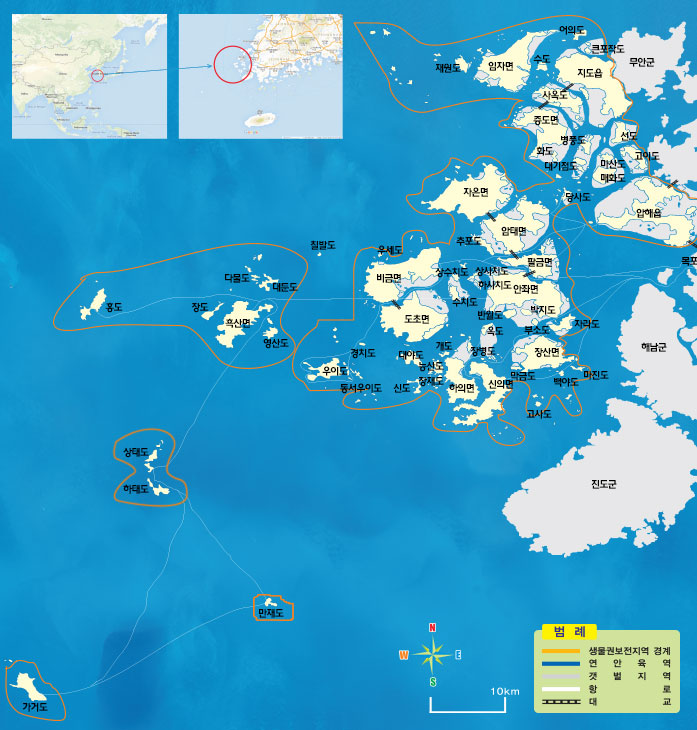 어의도
큰포작도
무안군
재원도
임자면
수도
지도읍
사옥도
증도면
병풍도
선도
화도
대기점도
마산도
고이도
매화도
자은면
당사도
압해읍
암태면
추포도
칠발도
우세도
팔금면
목포
비금면
상수치도
상사치도
하사치도
안좌면
다물도
대둔도
홍도
장도
흑산면
수치도
반월도
박지도
도초면
옥도
부소도
자라도
영산도
경치도
대야도
개도
장병도
장산면
해남군
우이도
능산도
막금도
마진도
동서우이도
신도
장재도
하의면
신의면
백야도
고사도
상태도
하태도
진도군
만재도
가거도
N
W
E
S
10km
범 례
생물권보전지역 경계
연 안 육 역
갯 벌 지 역
항 로
대 교